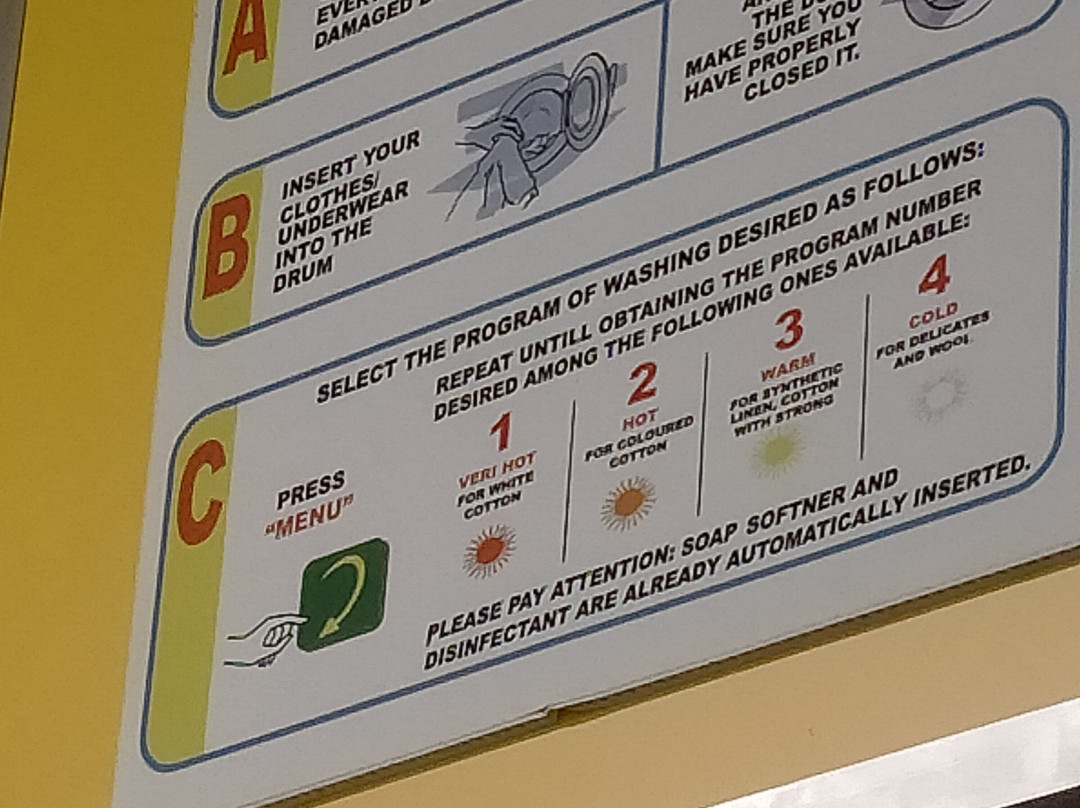 A
DAMAGED
THE
MAKE SURE YOU
HAVE PROPERLY
CLOSED IT.
B
INSERT YOUR
CLOTHES/
UNDERWEAR
INTO THE
DRUM
C
SELECT THE PROGRAM OF WASHING DESIRED AS FOLLOWS:
REPEAT UNTILL OBTAINING THE PROGRAM NUMBER
DESIRED AMONG THE FOLLOWING ONES AVAILABLE:
PRESS
"MENU"
1
VERI HOT
FOR WHITE
COTTON
2
HOT
FOR COLOURED
COTTON
3
WARM
FOR SYNTHETIC
LINEN, COTTON
WITH STRONG
4
COLD
FOR DELICATES
AND WOOL
PLEASE PAY ATTENTION: SOAP SOFTNER AND
DISINFECTANT ARE ALREADY AUTOMATICALLY INSERTED.